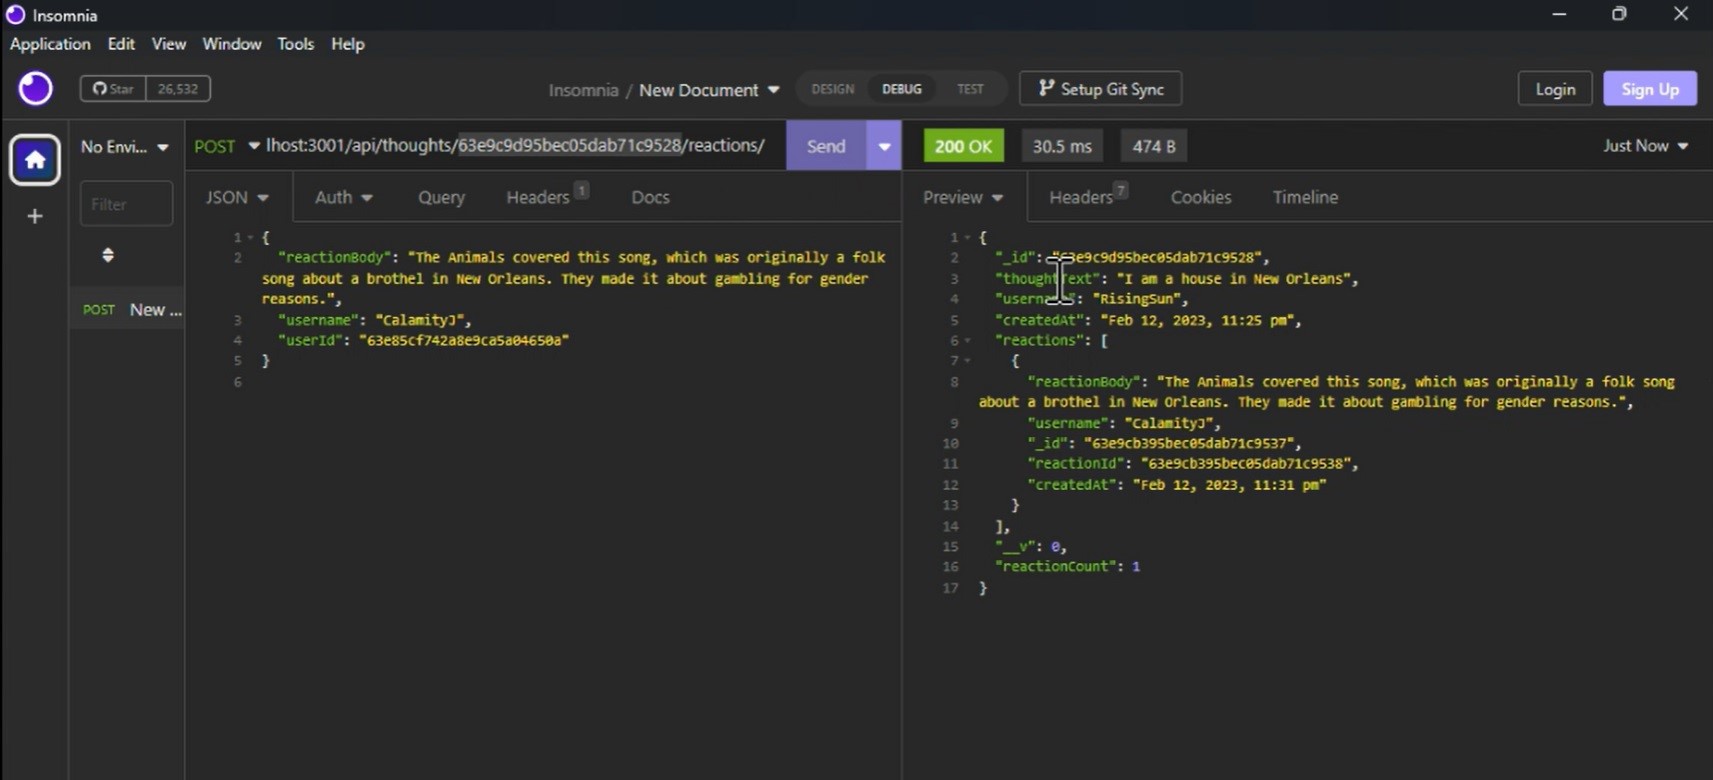 Insomnia
Application Edit View Window Tools Help
Star 26,532
Insomnia / New Document
DESIGN DEBUG TEST
Setup Git Sync
Login Sign Up
No Envi...
POST lhost:3001/api/thoughts/63e9c9d95bec05dab71c9528/reactions/ Send
200 OK 30.5 ms 474 B Just Now
Filter
POST New ...
JSON Auth Query Headers 1 Docs
1 {
2 "reactionBody": "The Animals covered this song, which was originally a folk
song about a brothel in New Orleans. They made it about gambling for gender
reasons.",
3 "username": "CalamityJ",
4 "userId": "63e85cf742a8e9ca5a04650a"
5 }
6
Preview Headers 7 Cookies Timeline
1 {
2 "_id": "63e9c9d95bec05dab71c9528",
3 "thoughtText": "I am a house in New Orleans",
4 "username": "RisingSun",
5 "createdAt": "Feb 12, 2023, 11:25 pm",
6 "reactions": [
7 {
8 "reactionBody": "The Animals covered this song, which was originally a folk song
about a brothel in New Orleans. They made it about gambling for gender reasons.",
9 "username": "CalamityJ",
10 "_id": "63e9cb395bec05dab71c9537",
11 "reactionId": "63e9cb395bec05dab71c9538",
12 "createdAt": "Feb 12, 2023, 11:31 pm"
13 }
14 ],
15 "__v": 0,
16 "reactionCount": 1
17 }